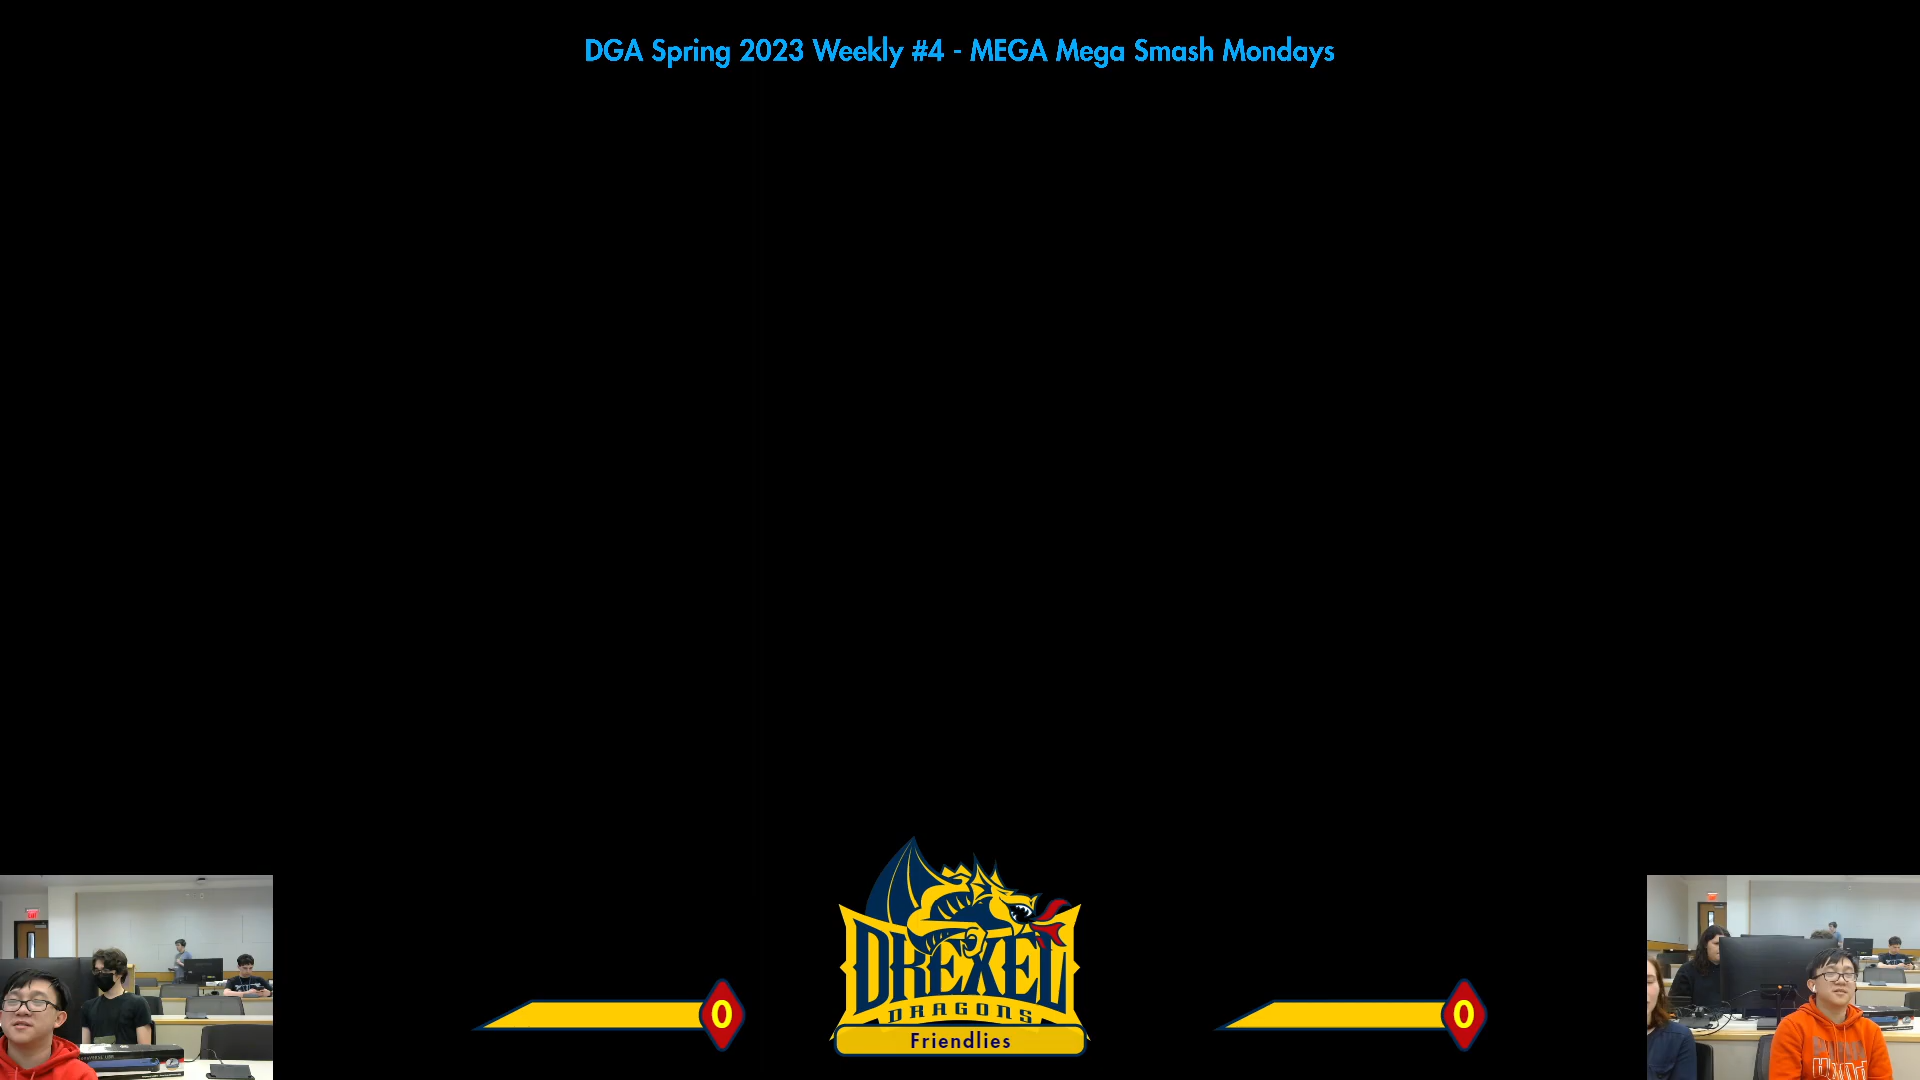 DGA Spring 2023 Weekly #4 - MEGA Mega Smash Mondays
DREXEL
DRAGONS
0
0
Friendlies